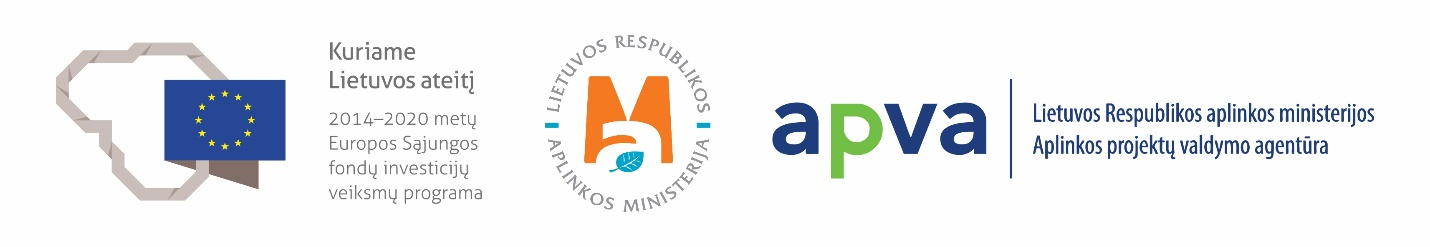 Kuriame
Lietuvos ateitį
2014–2020 metų
Europos Sąjungos
fondų investicijų
veiksmų programa
LIETUVOS RESPUBLIKOS
APLINKOS MINISTERIJA
Ma
apva
Lietuvos Respublikos aplinkos ministerijos
Aplinkos projektų valdymo agentūra